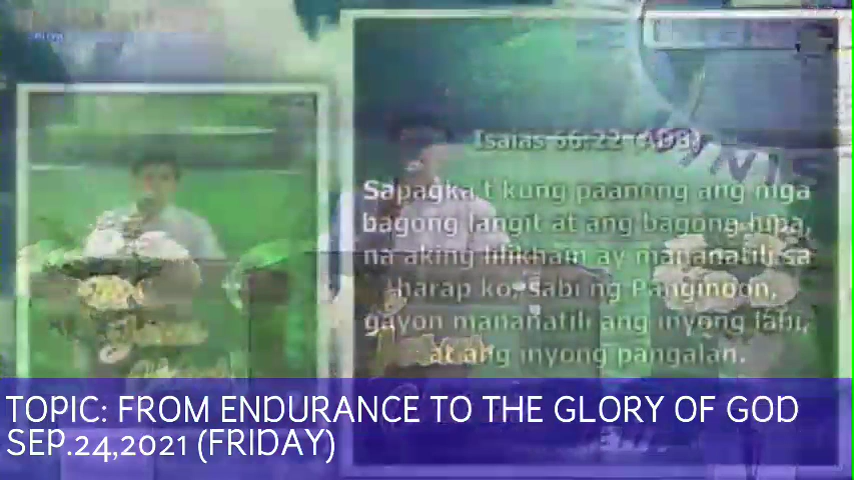 Isaias 66:22 (ADB)
Sapagka't kung paanong ang mga
bagong langit at ang bagong lupa,
na aking lilikhain ay mananatili sa
harap ko, sabi ng Panginoon,
gayon mananatili ang inyong lahi,
at ang inyong pangalan.
TOPIC: FROM ENDURANCE TO THE GLORY OF GOD
SEP.24,2021 (FRIDAY)